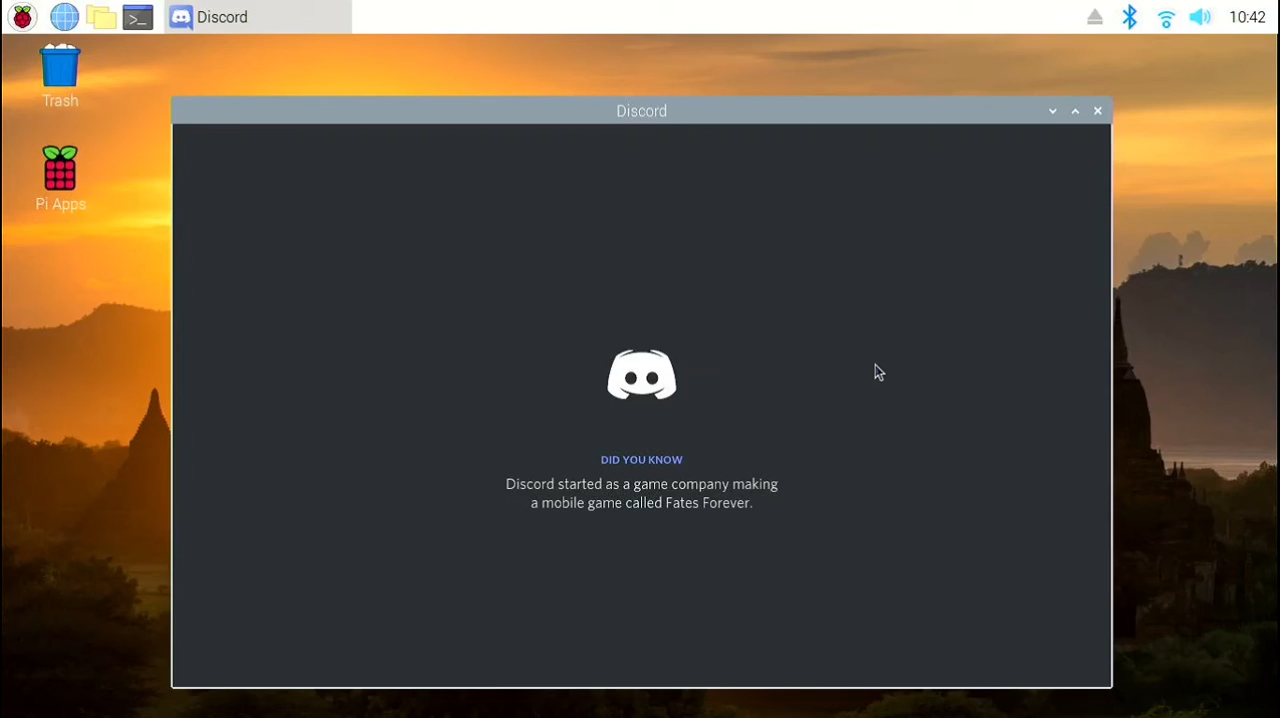 Discord
10:42
Trash
Pi Apps
Discord
DID YOU KNOW
Discord started as a game company making
a mobile game called Fates Forever.